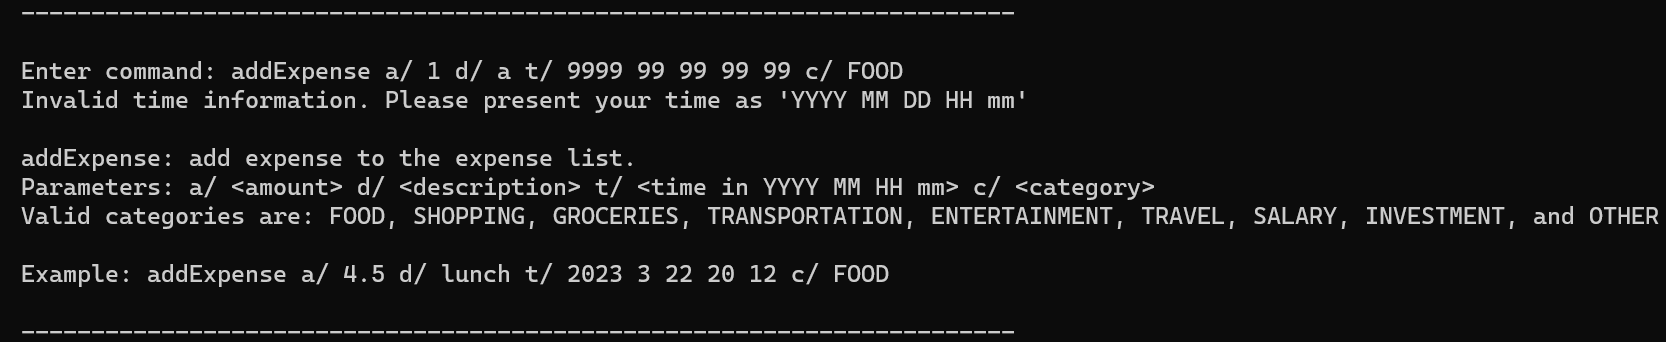 ------------------------------------------------------------------------
Enter command: addExpense a/ 1 d/ a t/ 9999 99 99 99 99 c/ FOOD
Invalid time information. Please present your time as 'YYYY MM DD HH mm'
addExpense: add expense to the expense list.
Parameters: a/ <amount> d/ <description> t/ <time in YYYY MM HH mm> c/ <category>
Valid categories are: FOOD, SHOPPING, GROCERIES, TRANSPORTATION, ENTERTAINMENT, TRAVEL, SALARY, INVESTMENT, and OTHER
Example: addExpense a/ 4.5 d/ lunch t/ 2023 3 22 20 12 c/ FOOD
------------------------------------------------------------------------